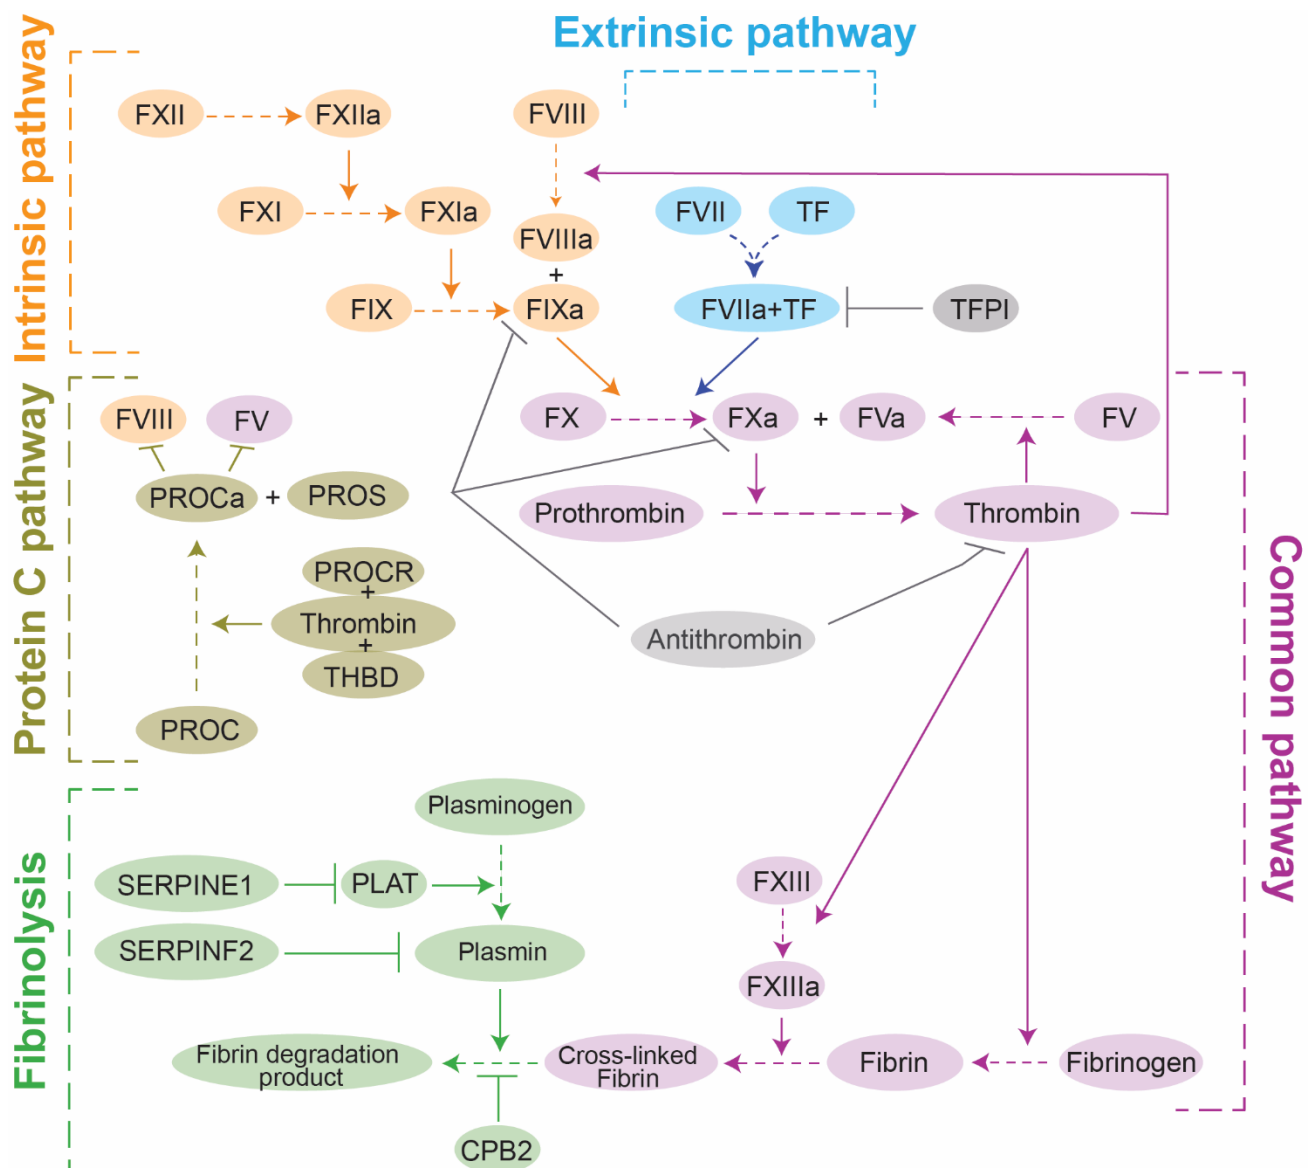 Extrinsic pathway
Intrinsic pathway
FXII
FXIIa
FVIII
FXI
FXIa
FVII
TF
FVIIIa
+
FIX
FIXa
FVIIa+TF
TFPI
Protein C pathway
FVIII
FV
FX
FXa
+
FVa
FV
PROCa
+
PROS
Prothrombin
Thrombin
PROCR
+
Thrombin
+
THBD
Antithrombin
PROC
Common pathway
Fibrinolysis
Plasminogen
SERPINE1
PLAT
FXIII
SERPINF2
Plasmin
FXIIIa
Fibrin degradation
product
Cross-linked
Fibrin
Fibrin
Fibrinogen
CPB2